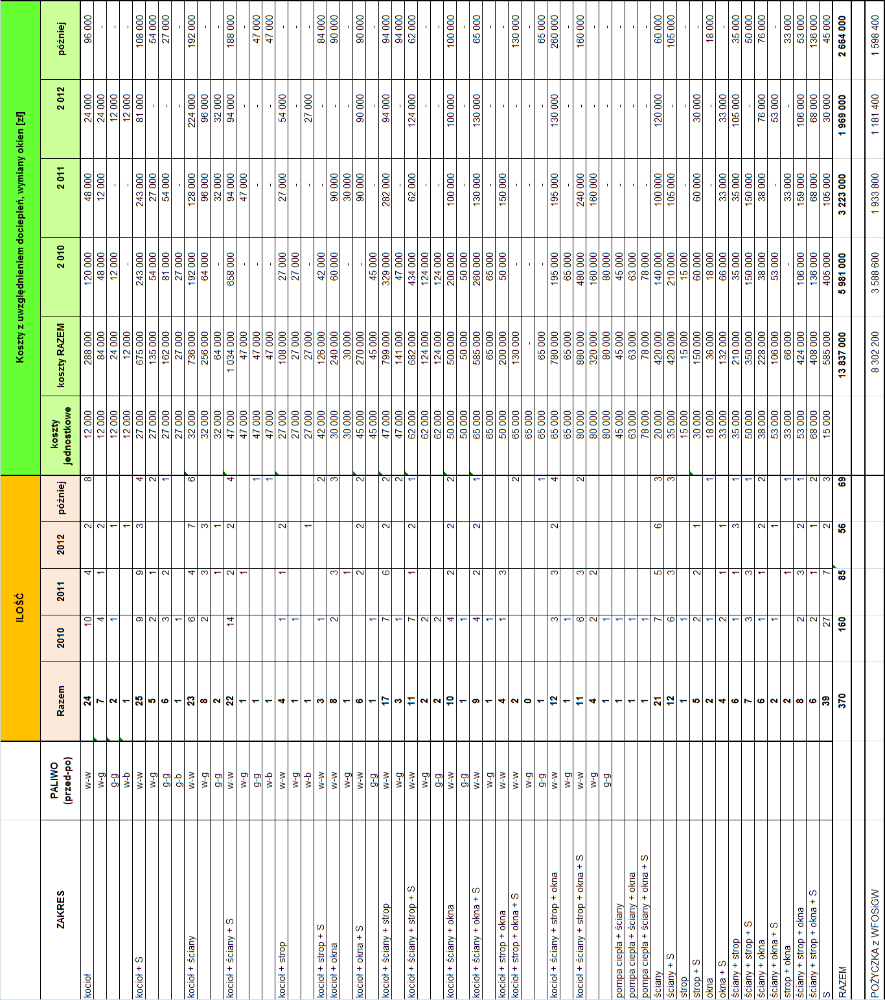 ILOŚĆ Koszty z uwzględnieniem dociepleń, wymiany okien [zł]
ZAKRES PALIWO (przed-po) Razem 2010 2011 2012 później koszty jednostkowe koszty RAZEM 2 010 2 011 2 012 później
kocioł w-w 24 10 4 2 8 12 000 288 000 120 000 48 000 24 000 96 000
w-g 7 4 1 2 12 000 84 000 48 000 12 000 24 000 -
g-g 2 1 1 12 000 24 000 12 000 - 12 000 -
w-b 1 1 12 000 12 000 - - 12 000 -
kocioł + S w-w 25 9 9 3 4 27 000 675 000 243 000 243 000 81 000 108 000
w-g 5 2 1 2 27 000 135 000 54 000 27 000 - 54 000
g-g 6 3 2 1 27 000 162 000 81 000 54 000 - 27 000
g-b 1 1 27 000 27 000 27 000 - - -
kocioł + ściany w-w 23 6 4 7 6 32 000 736 000 192 000 128 000 224 000 192 000
w-g 8 2 3 3 32 000 256 000 64 000 96 000 96 000 -
g-g 2 1 1 32 000 64 000 - 32 000 32 000 -
kocioł + ściany + S w-w 22 14 2 2 4 47 000 1 034 000 658 000 94 000 94 000 188 000
w-g 1 1 47 000 47 000 - 47 000 - -
g-g 1 1 47 000 47 000 - - - 47 000
w-b 1 1 47 000 47 000 - - - 47 000
kocioł + strop w-w 4 1 1 2 27 000 108 000 27 000 27 000 54 000 -
w-g 1 1 27 000 27 000 27 000 - - -
w-b 1 1 27 000 27 000 - - 27 000 -
kocioł + strop + S w-w 3 1 2 42 000 126 000 42 000 - - 84 000
kocioł + okna w-w 8 2 3 3 30 000 240 000 60 000 90 000 - 90 000
w-g 1 1 30 000 30 000 - 30 000 - -
kocioł + okna + S w-w 6 2 2 2 45 000 270 000 - 90 000 90 000 90 000
g-g 1 1 45 000 45 000 45 000 - - -
kocioł + ściany + strop w-w 17 7 6 2 2 47 000 799 000 329 000 282 000 94 000 94 000
w-g 3 1 2 47 000 141 000 47 000 - - 94 000
kocioł + ściany + strop + S w-w 11 7 1 2 1 62 000 682 000 434 000 62 000 124 000 62 000
w-g 2 2 62 000 124 000 124 000 - - -
g-g 2 2 62 000 124 000 124 000 - - -
kocioł + ściany + okna w-w 10 4 2 2 2 50 000 500 000 200 000 100 000 100 000 100 000
g-g 1 1 50 000 50 000 50 000 - - -
kocioł + ściany + okna + S w-w 9 4 2 2 1 65 000 585 000 260 000 130 000 130 000 65 000
w-g 1 1 65 000 65 000 65 000 - - -
kocioł + strop + okna w-w 4 1 3 50 000 200 000 50 000 150 000 - -
kocioł + strop + okna + S w-w 2 2 65 000 130 000 - - - 130 000
w-g 0 65 000 - - - - -
g-g 1 1 65 000 65 000 - - - 65 000
kocioł + ściany + strop + okna w-w 12 3 3 2 4 65 000 780 000 195 000 195 000 130 000 260 000
w-g 1 1 65 000 65 000 65 000 - - -
kocioł + ściany + strop + okna + S w-w 11 6 3 2 80 000 880 000 480 000 240 000 - 160 000
w-g 4 2 2 80 000 320 000 160 000 160 000 - -
g-g 1 1 80 000 80 000 80 000 - - -
pompa ciepła + ściany 1 1 45 000 45 000 45 000 - - -
pompa ciepła + ściany + okna 1 1 63 000 63 000 63 000 - - -
pompa ciepła + ściany + okna + S 1 1 78 000 78 000 78 000 - - -
ściany 21 7 5 6 3 20 000 420 000 140 000 100 000 120 000 60 000
ściany + S 12 6 3 3 35 000 420 000 210 000 105 000 - 105 000
strop 1 1 15 000 15 000 15 000 - - -
strop + S 5 2 2 1 30 000 150 000 60 000 60 000 30 000 -
okna 2 1 1 18 000 36 000 18 000 - - 18 000
okna + S 4 2 1 1 33 000 132 000 66 000 33 000 33 000 -
ściany + strop 6 1 1 3 1 35 000 210 000 35 000 35 000 105 000 35 000
ściany + strop + S 7 3 3 1 50 000 350 000 150 000 150 000 - 50 000
ściany + okna 6 1 1 2 2 38 000 228 000 38 000 38 000 76 000 76 000
ściany + okna + S 2 1 1 53 000 106 000 53 000 - 53 000 -
strop + okna 2 1 1 33 000 66 000 - 33 000 - 33 000
ściany + strop + okna 8 2 3 2 1 53 000 424 000 106 000 159 000 106 000 53 000
ściany + strop + okna + S 6 2 1 1 2 68 000 408 000 136 000 68 000 68 000 136 000
S 39 27 7 2 3 15 000 585 000 405 000 105 000 30 000 45 000
RAZEM 370 160 85 56 69 13 837 000 5 981 000 3 223 000 1 969 000 2 664 000
POŻYCZKA z WFOSiGW 8 302 200 3 588 600 1 933 800 1 181 400 1 598 400